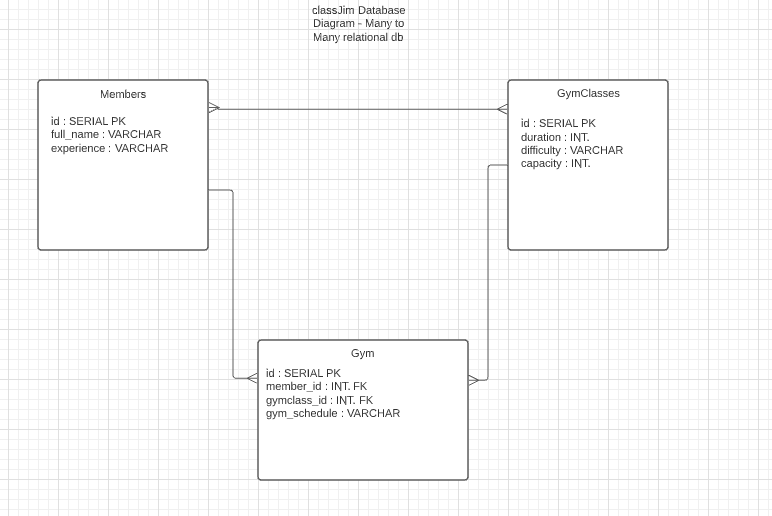 classJim Database
Diagram - Many to
Many relational db
Members
id : SERIAL PK
full_name : VARCHAR
experience : VARCHAR
GymClasses
id : SERIAL PK
duration : INT.
difficulty : VARCHAR
capacity : INT.
Gym
id : SERIAL PK
member_id : INT. FK
gymclass_id : INT. FK
gym_schedule : VARCHAR